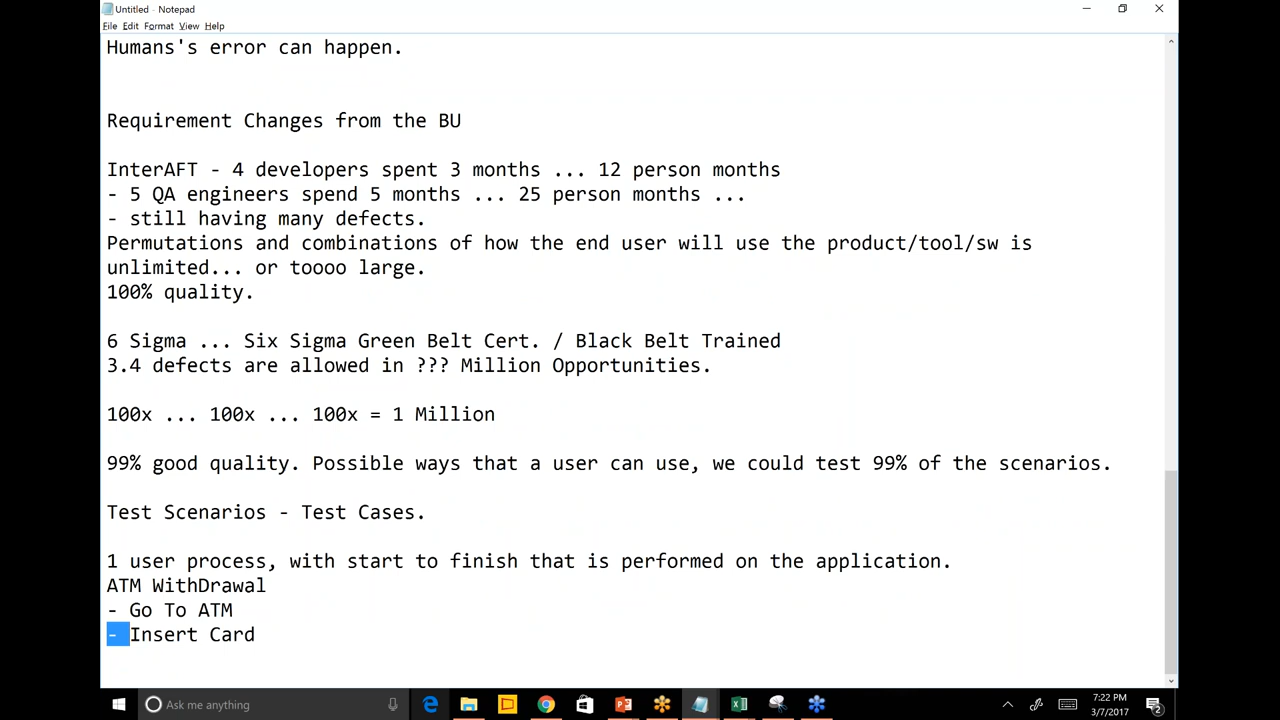 Untitled - Notepad
File Edit Format View Help
Humans's error can happen.
Requirement Changes from the BU
InterAFT - 4 developers spent 3 months ... 12 person months
- 5 QA engineers spend 5 months ... 25 person months ...
- still having many defects.
Permutations and combinations of how the end user will use the product/tool/sw is
unlimited... or toooo large.
100% quality.
6 Sigma ... Six Sigma Green Belt Cert. / Black Belt Trained
3.4 defects are allowed in ??? Million Opportunities.
100x ... 100x ... 100x = 1 Million
99% good quality. Possible ways that a user can use, we could test 99% of the scenarios.
Test Scenarios - Test Cases.
1 user process, with start to finish that is performed on the application.
ATM WithDrawal
- Go To ATM
- Insert Card
Ask me anything
7:22 PM
3/7/2017
2